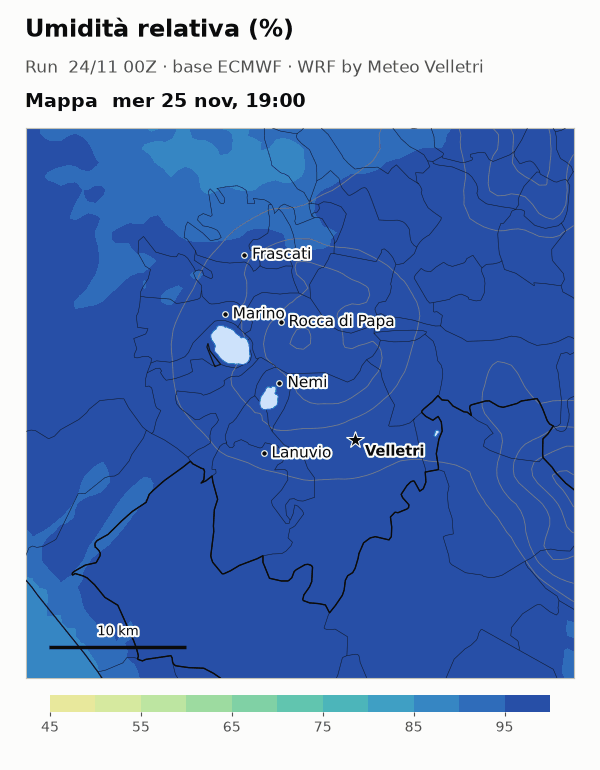 Umidità relativa (%)
Run  24/11 00Z · base ECMWF · WRF by Meteo Velletri
Mappa  mer 25 nov, 19:00
Frascati
Marino
Rocca di Papa
Nemi
Velletri
Lanuvio
10 km
45 55 65 75 85 95